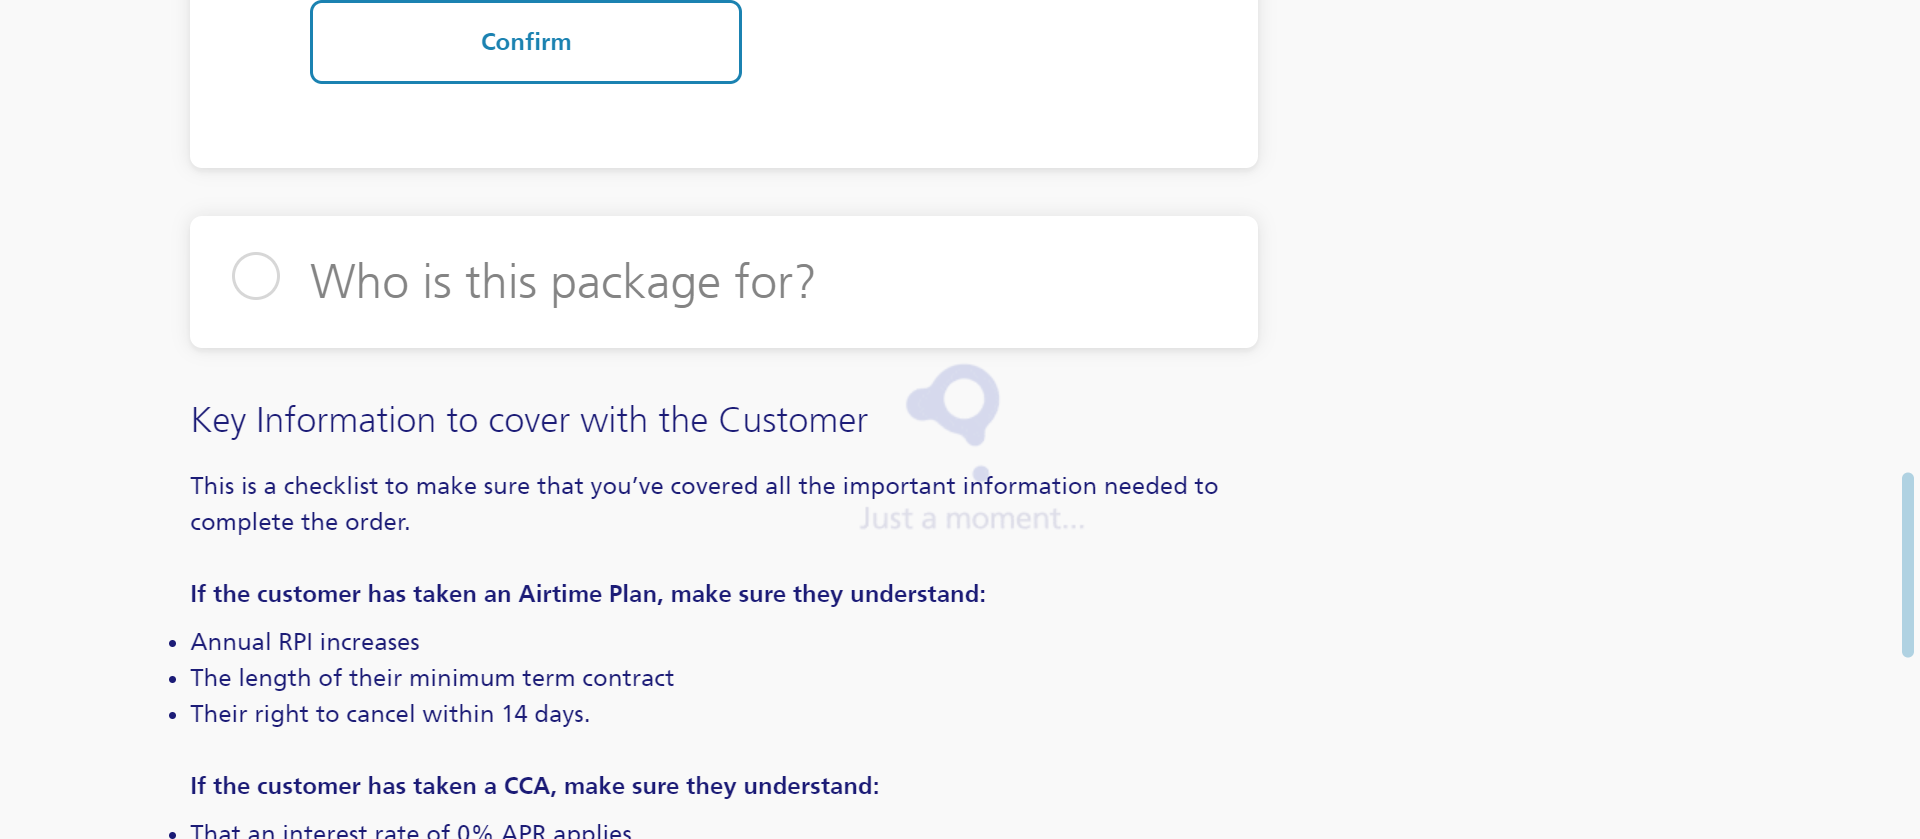 Confirm
Who is this package for?
Key Information to cover with the Customer
This is a checklist to make sure that you’ve covered all the important information needed to
complete the order.
Just a moment...
If the customer has taken an Airtime Plan, make sure they understand:
• Annual RPI increases
• The length of their minimum term contract
• Their right to cancel within 14 days.
If the customer has taken a CCA, make sure they understand:
• That an interest rate of 0% APR applies